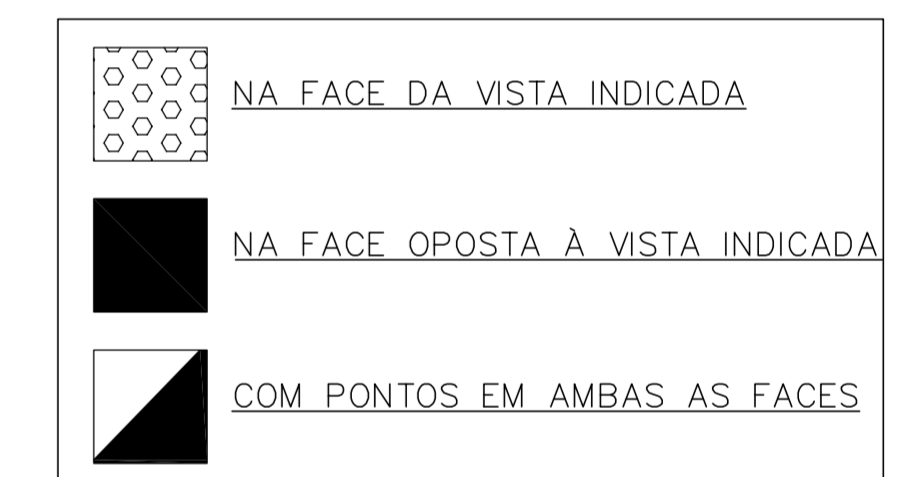 NA FACE DA VISTA INDICADA
NA FACE OPOSTA À VISTA INDICADA
COM PONTOS EM AMBAS AS FACES